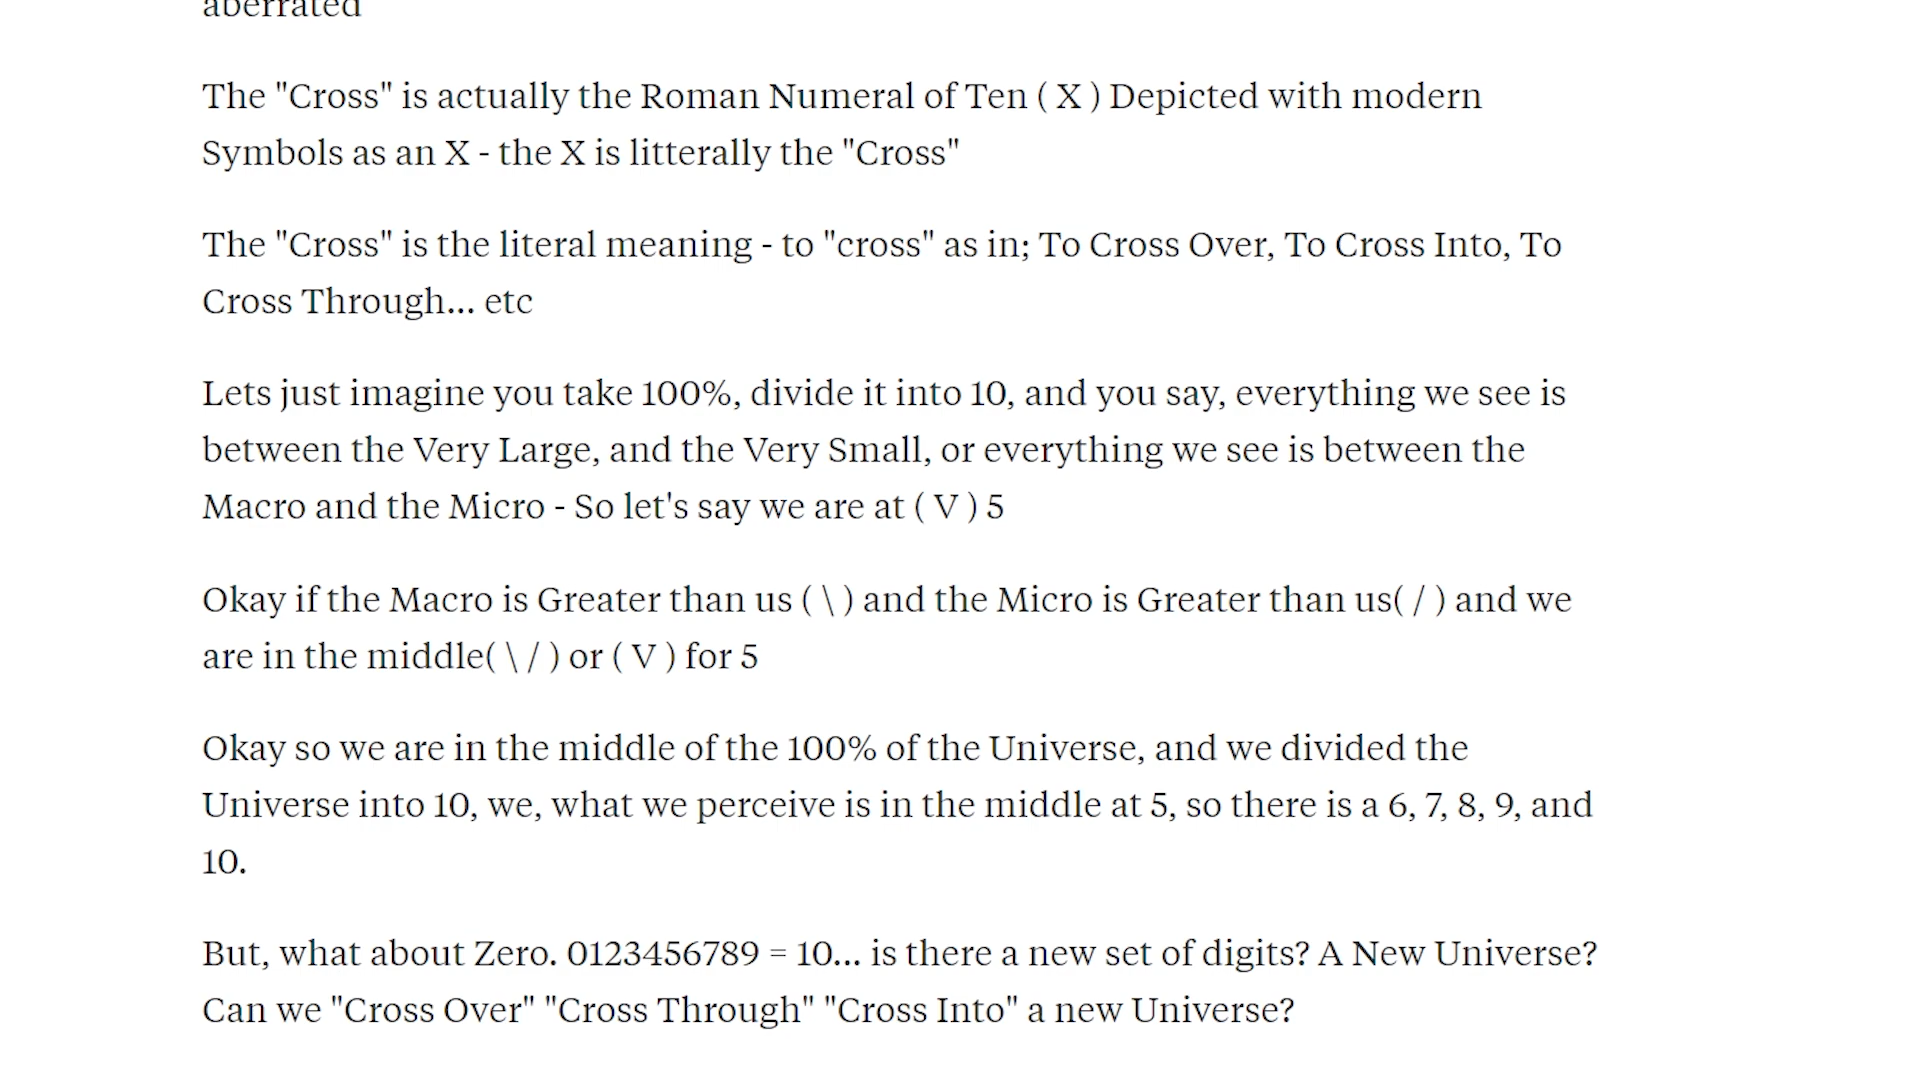 aberrated
The "Cross" is actually the Roman Numeral of Ten ( X ) Depicted with modern
Symbols as an X - the X is litterally the "Cross"
The "Cross" is the literal meaning - to "cross" as in; To Cross Over, To Cross Into, To
Cross Through... etc
Lets just imagine you take 100%, divide it into 10, and you say, everything we see is
between the Very Large, and the Very Small, or everything we see is between the
Macro and the Micro - So let's say we are at ( V ) 5
Okay if the Macro is Greater than us ( \ ) and the Micro is Greater than us( / ) and we
are in the middle( \ / ) or ( V ) for 5
Okay so we are in the middle of the 100% of the Universe, and we divided the
Universe into 10, we, what we perceive is in the middle at 5, so there is a 6, 7, 8, 9, and
10.
But, what about Zero. 0123456789 = 10... is there a new set of digits? A New Universe?
Can we "Cross Over" "Cross Through" "Cross Into" a new Universe?